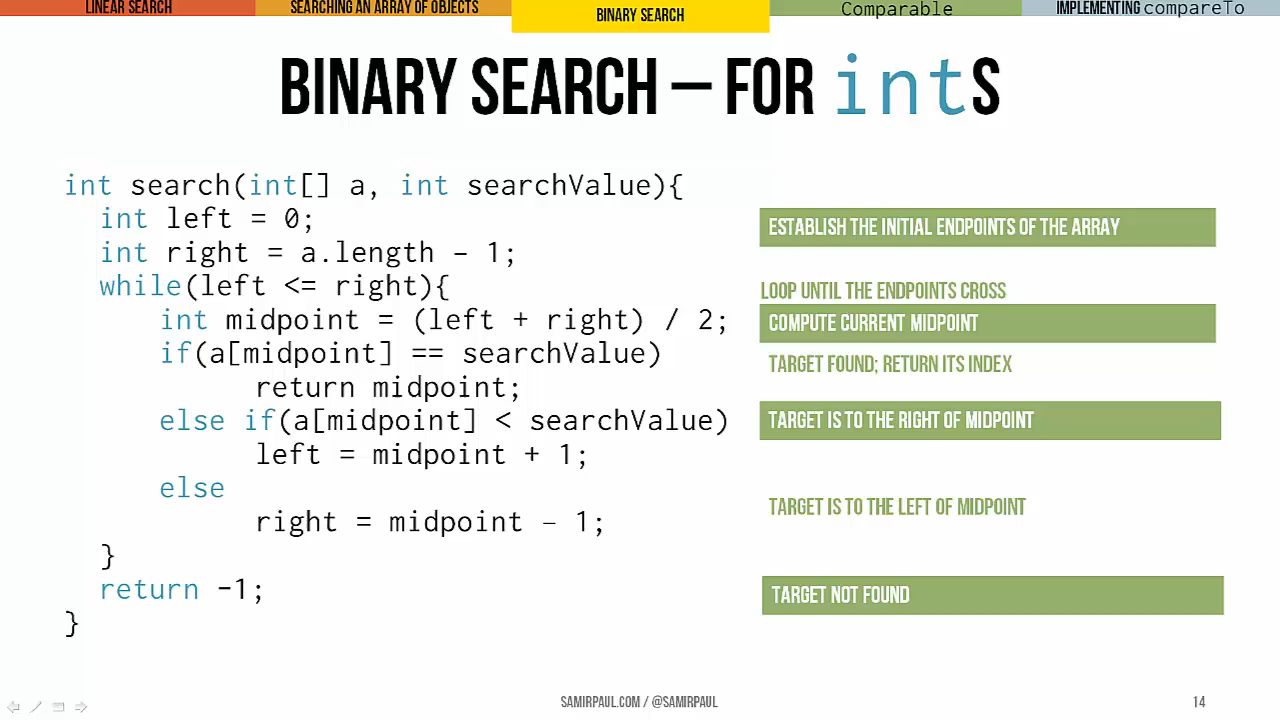 LINEAR SEARCH
SEARCHING AN ARRAY OF OBJECTS
BINARY SEARCH
Comparable
IMPLEMENTING compareTo
BINARY SEARCH – FOR intS
int search(int[] a, int searchValue){
int left = 0;
int right = a.length – 1;
while(left <= right){
int midpoint = (left + right) / 2;
if(a[midpoint] == searchValue)
return midpoint;
else if(a[midpoint] < searchValue)
left = midpoint + 1;
else
right = midpoint – 1;
}
return -1;
}
ESTABLISH THE INITIAL ENDPOINTS OF THE ARRAY
LOOP UNTIL THE ENDPOINTS CROSS
COMPUTE CURRENT MIDPOINT
TARGET FOUND; RETURN ITS INDEX
TARGET IS TO THE RIGHT OF MIDPOINT
TARGET IS TO THE LEFT OF MIDPOINT
TARGET NOT FOUND
SAMIRPAUL.COM / @SAMIRPAUL
14